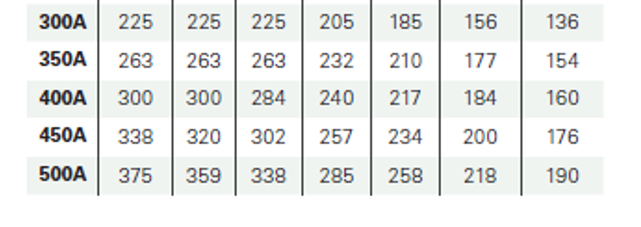 300A 225 225 225 205 185 156 136
350A 263 263 263 232 210 177 154
400A 300 300 284 240 217 184 160
450A 338 320 302 257 234 200 176
500A 375 359 338 285 258 218 190